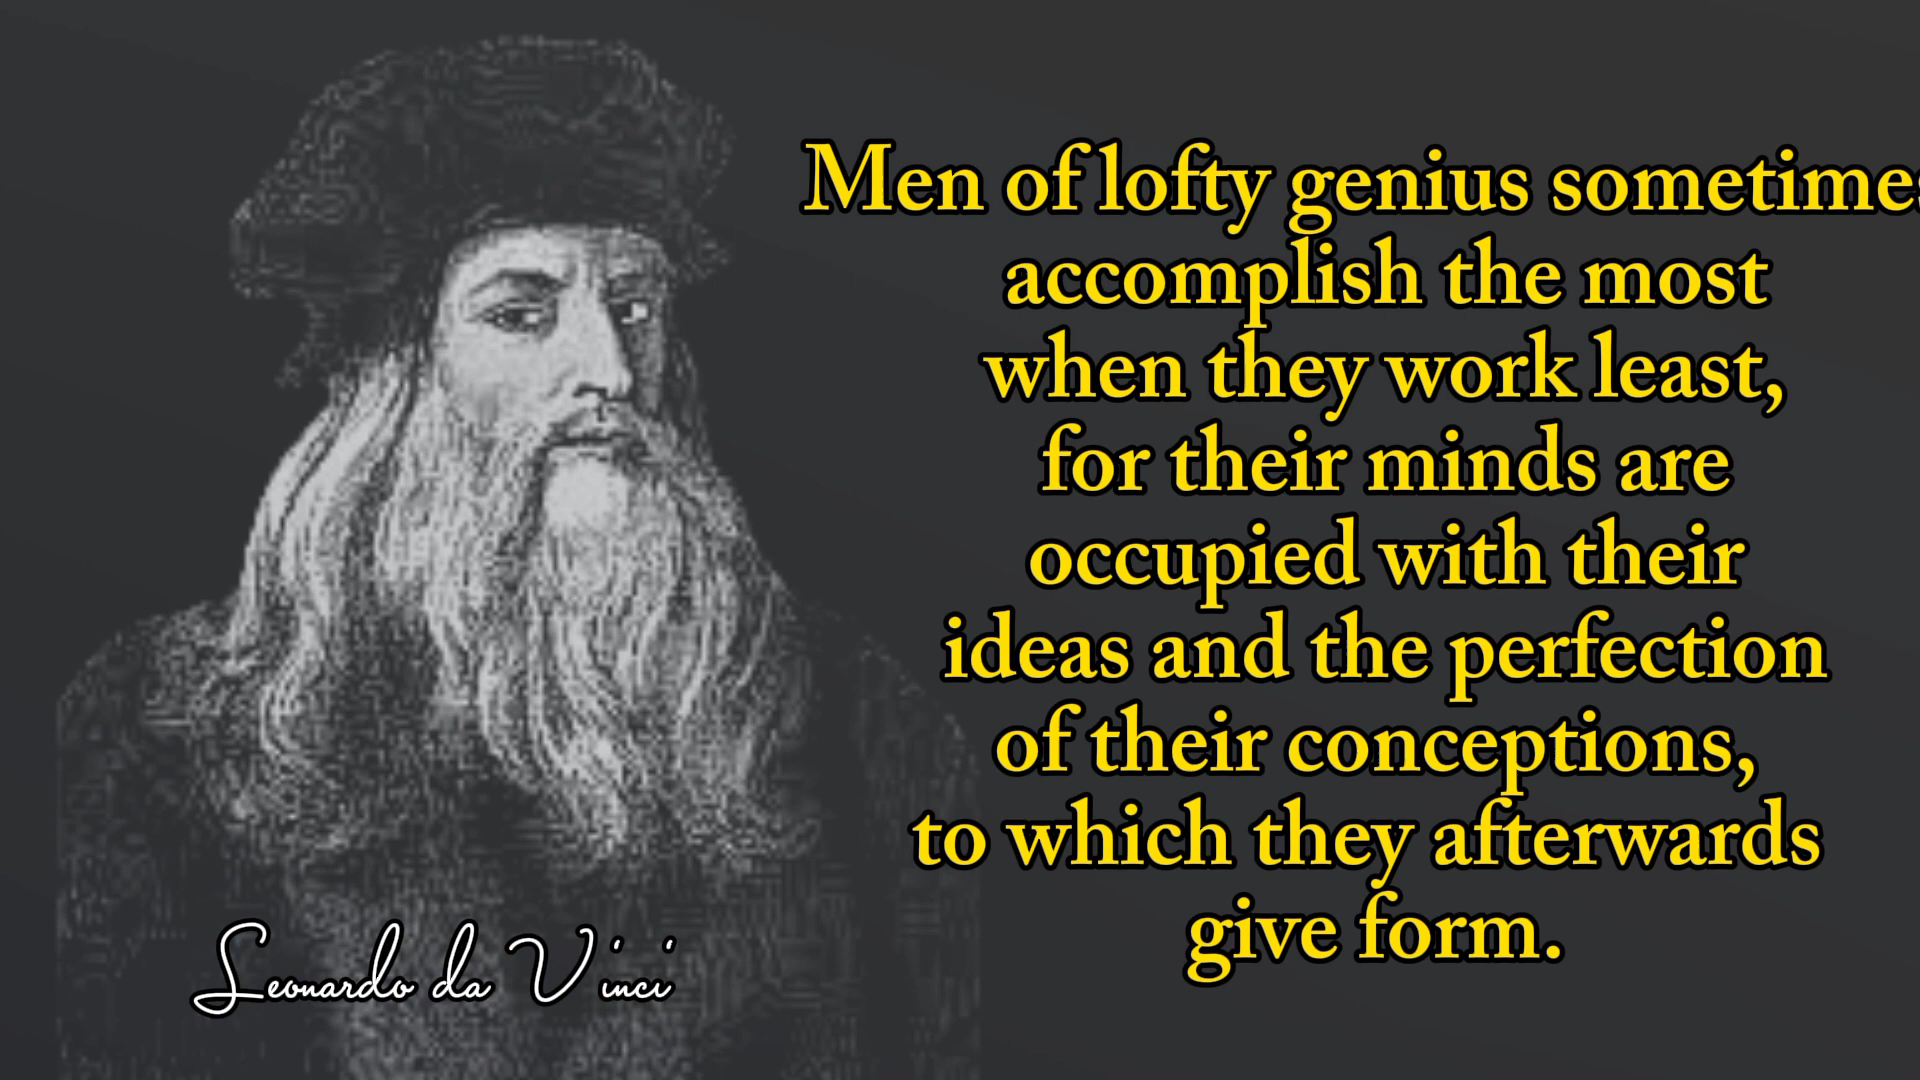 Men of lofty genius sometimes
accomplish the most
when they work least,
for their minds are
occupied with their
ideas and the perfection
of their conceptions,
to which they afterwards
give form.
Leonardo da Vinci